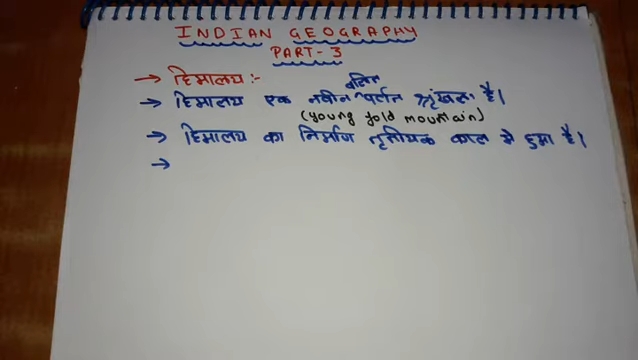 INDIAN GEOGRAPHY
PART-3
→ हिमालय :-
→ हिमालय एक नवीन वलित पर्वत श्रृंखला है।
(young fold mountain)
→ हिमालय का निर्माण तृतीयक काल मे हुआ है।
→